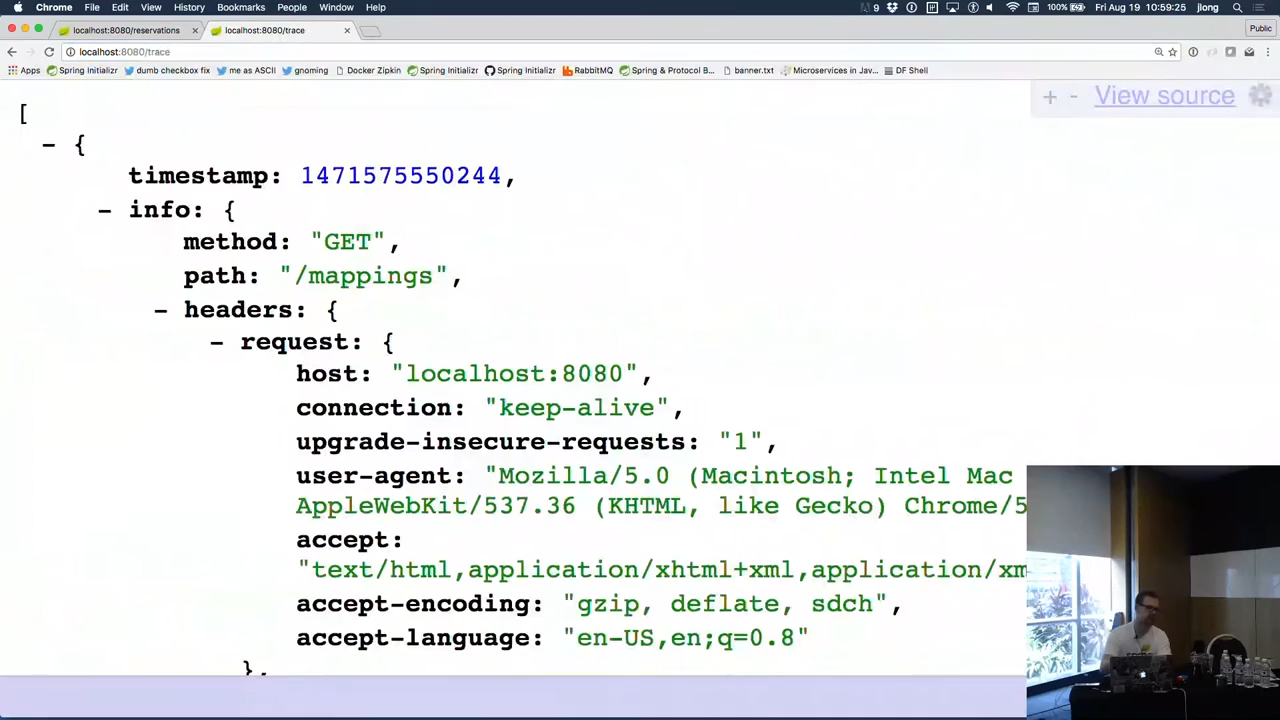 Chrome File Edit View History Bookmarks People Window Help 9 100% Fri Aug 19 10:59:25 jlong
localhost:8080/reservations × localhost:8080/trace × Public
localhost:8080/trace
Apps Spring Initializr dumb checkbox fix me as ASCII gnoming Docker Zipkin Spring Initializr Spring Initializr RabbitMQ Spring & Protocol B... banner.txt Microservices in Jav... DF Shell
+ - View source
[
- {
timestamp: 1471575550244,
- info: {
method: "GET",
path: "/mappings",
- headers: {
- request: {
host: "localhost:8080",
connection: "keep-alive",
upgrade-insecure-requests: "1",
user-agent: "Mozilla/5.0 (Macintosh; Intel Mac
AppleWebKit/537.36 (KHTML, like Gecko) Chrome/5
accept:
"text/html,application/xhtml+xml,application/xm
accept-encoding: "gzip, deflate, sdch",
accept-language: "en-US,en;q=0.8"
},